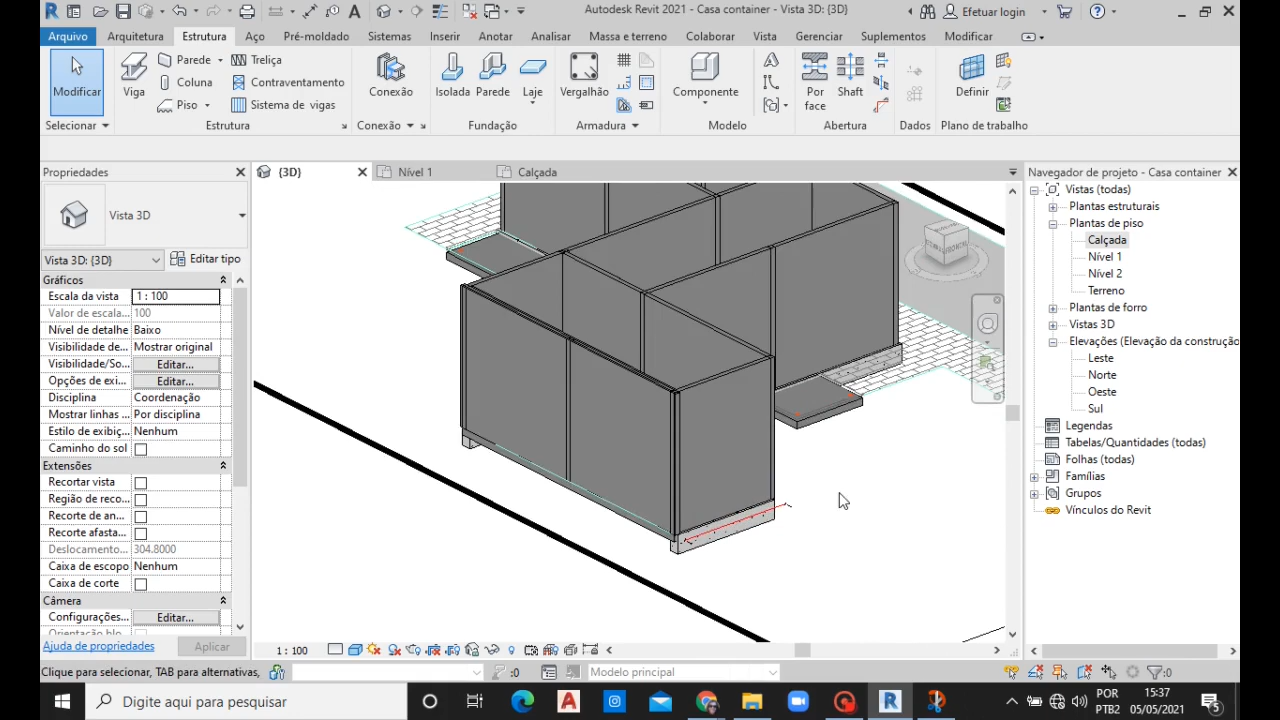 Autodesk Revit 2021 - Casa container - Vista 3D: {3D}
Efetuar login
Arquivo Arquitetura Estrutura Aço Pré-moldado Sistemas Inserir Anotar Analisar Massa e terreno Colaborar Vista Gerenciar Suplementos Modificar
Modificar
Viga
Parede
Coluna
Piso
Treliça
Contraventamento
Sistema de vigas
Conexão
Isolada
Parede
Laje
Vergalhão
Componente
Por face
Shaft
Definir
Selecionar
Estrutura
Conexão
Fundação
Armadura
Modelo
Abertura
Dados
Plano de trabalho
Propriedades
{3D}
Nível 1
Calçada
Navegador de projeto - Casa container
Vista 3D
Vista 3D: {3D}
Editar tipo
Gráficos
Escala da vista 1 : 100
Valor de escala... 100
Nível de detalhe Baixo
Visibilidade de... Mostrar original
Visibilidade/So... Editar...
Opções de exi... Editar...
Disciplina Coordenação
Mostrar linhas ... Por disciplina
Estilo de exibiç... Nenhum
Caminho do sol
Extensões
Recortar vista
Região de reco...
Recorte de an...
Recorte afasta...
Deslocamento... 304.8000
Caixa de escopo Nenhum
Caixa de corte
Câmera
Configurações... Editar...
Ajuda de propriedades
Aplicar
Vistas (todas)
Plantas estruturais
Plantas de piso
Calçada
Nível 1
Nível 2
Terreno
Plantas de forro
Vistas 3D
Elevações (Elevação da construção
Leste
Norte
Oeste
Sul
Legendas
Tabelas/Quantidades (todas)
Folhas (todas)
Famílias
Grupos
Vínculos do Revit
1 : 100
Clique para selecionar, TAB para alternativas,
:0
Modelo principal
:0
Digite aqui para pesquisar
POR
PTB2
15:37
05/05/2021
5